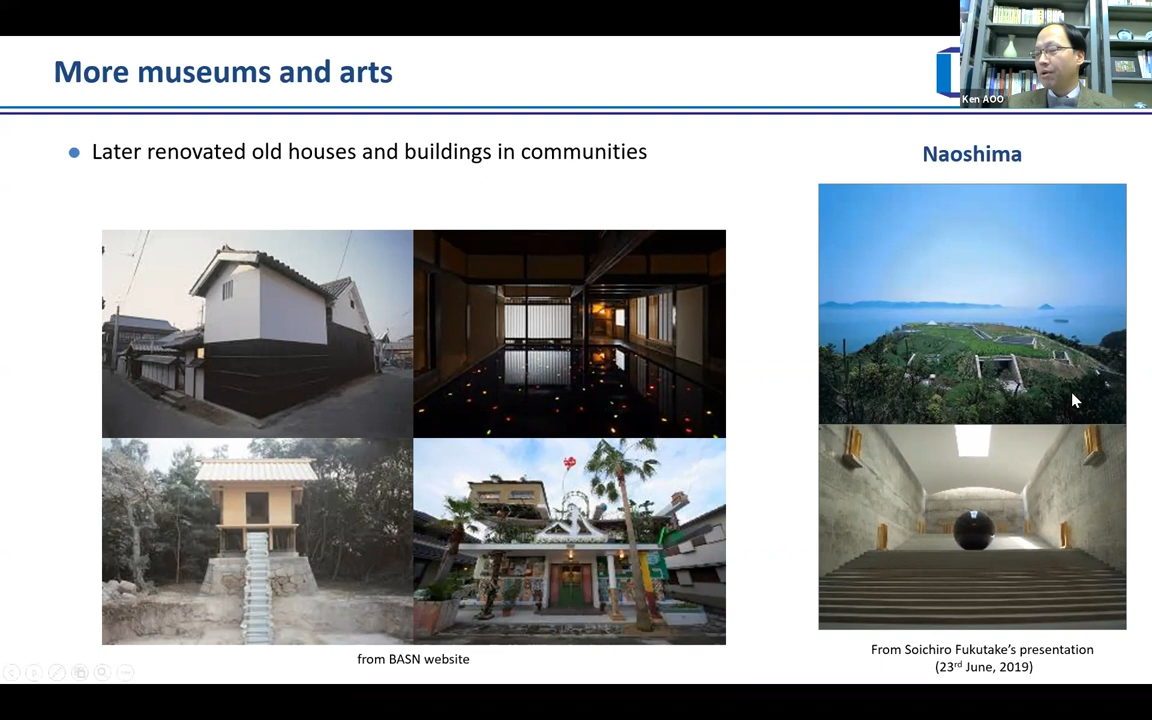 More museums and arts
Ken AOO
Later renovated old houses and buildings in communities
Naoshima
from BASN website
From Soichiro Fukutake's presentation
(23rd June, 2019)